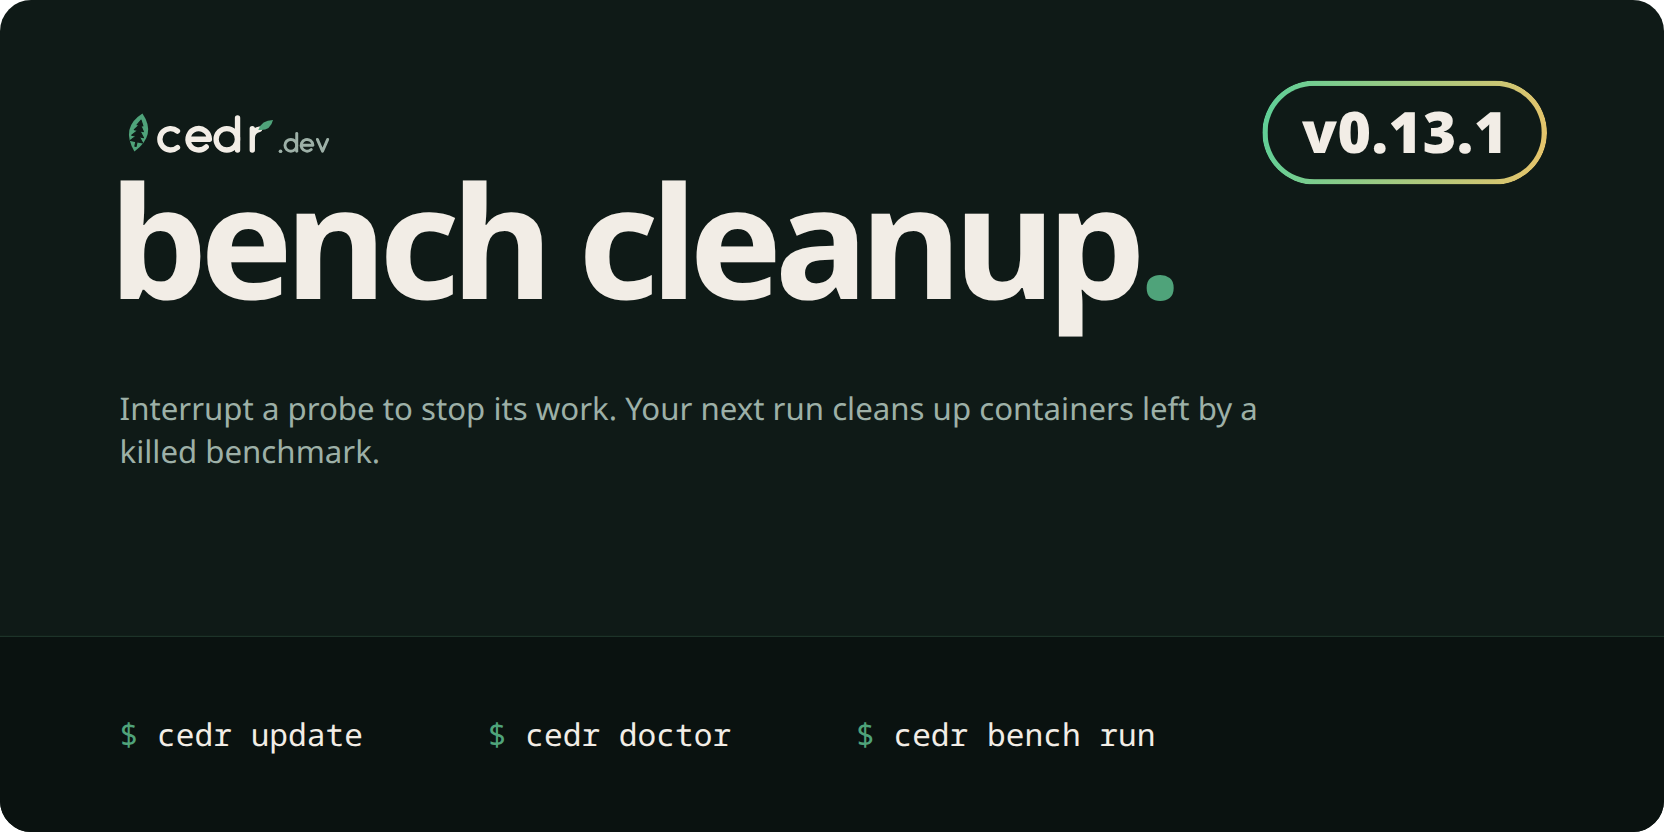 cedr.dev
v0.13.1
bench cleanup.
Interrupt a probe to stop its work. Your next run cleans up containers left by a
killed benchmark.
$ cedr update
$ cedr doctor
$ cedr bench run